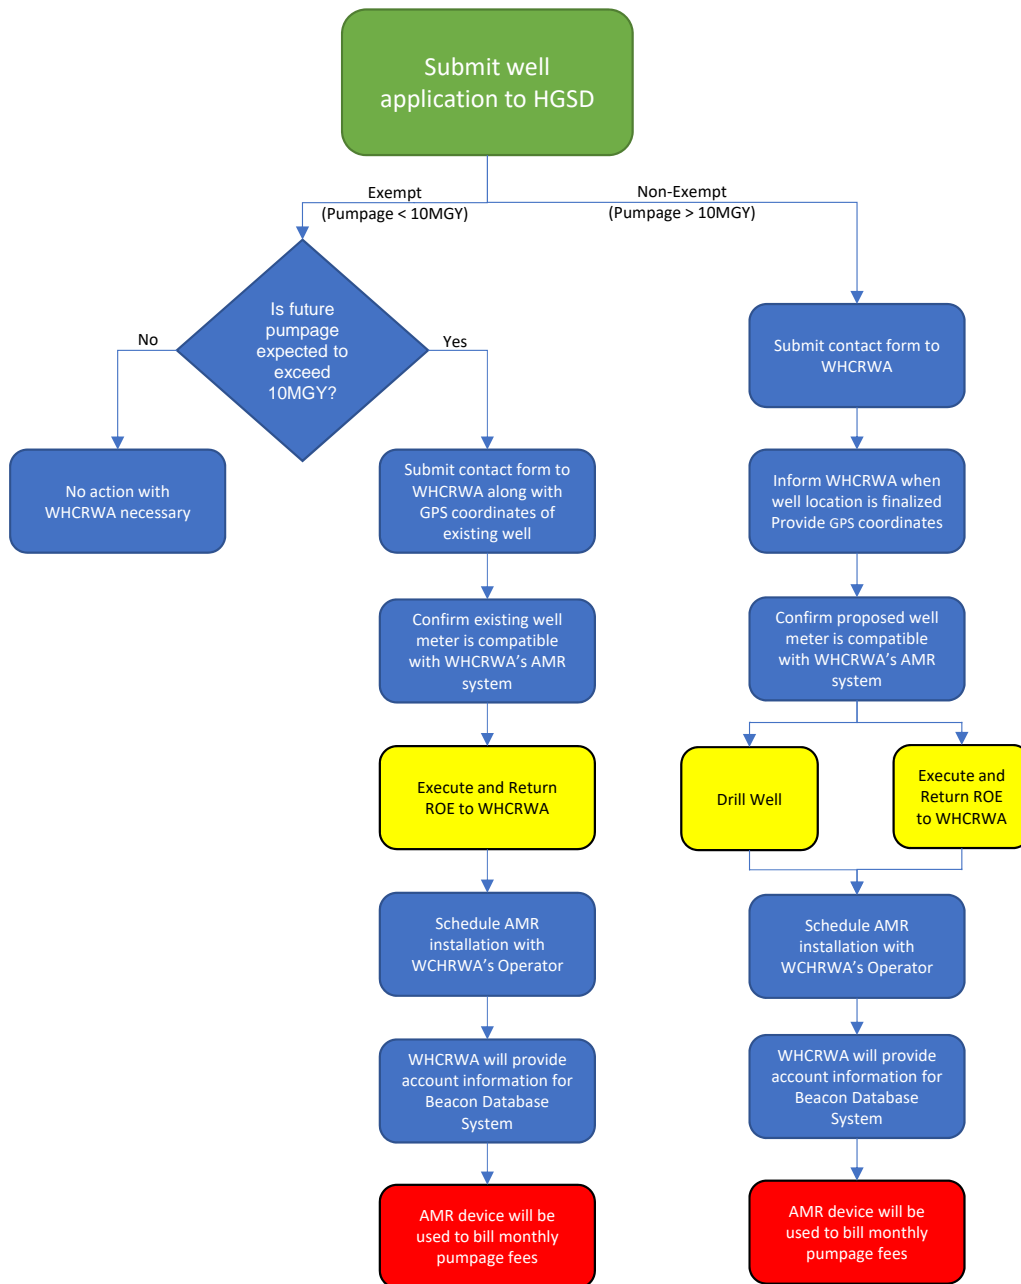 Submit well
application to HGSD
Exempt
(Pumpage < 10MGY)
Non-Exempt
(Pumpage > 10MGY)
Is future
pumpage
expected to
exceed
10MGY?
No
Yes
No action with
WHCRWA necessary
Submit contact form to
WHCRWA along with
GPS coordinates of
existing well
Confirm existing well
meter is compatible
with WHCRWA’s AMR
system
Execute and Return
ROE to WHCRWA
Schedule AMR
installation with
WCHRWA’s Operator
WHCRWA will provide
account information for
Beacon Database
System
AMR device will be
used to bill monthly
pumpage fees
Submit contact form to
WHCRWA
Inform WHCRWA when
well location is finalized
Provide GPS coordinates
Confirm proposed well
meter is compatible
with WHCRWA’s AMR
system
Drill Well
Execute and
Return ROE
to WHCRWA
Schedule AMR
installation with
WCHRWA’s Operator
WHCRWA will provide
account information for
Beacon Database
System
AMR device will be
used to bill monthly
pumpage fees